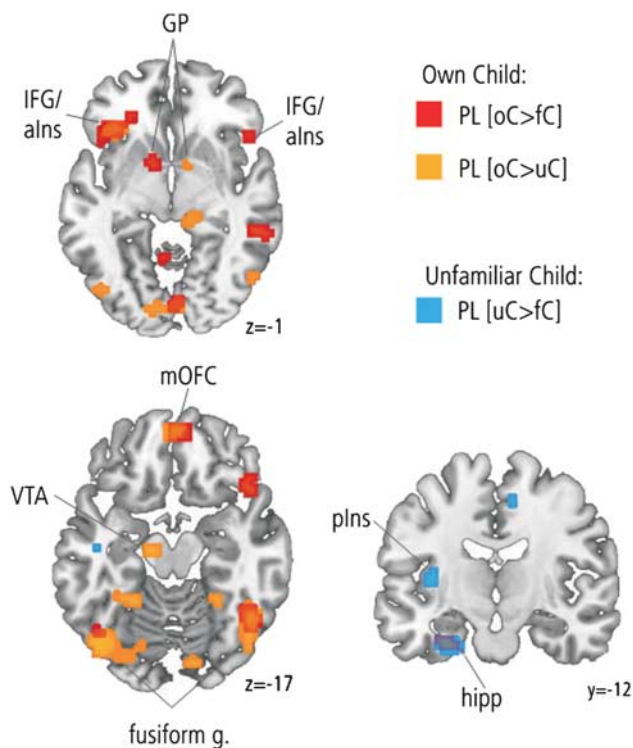 GP
IFG/
aIns
IFG/
aIns
z=-1
Own Child:
PL [oC>fC]
PL [oC>uC]
Unfamiliar Child:
PL [uC>fC]
mOFC
VTA
fusiform g.
z=-17
pIns
hipp
y=-12